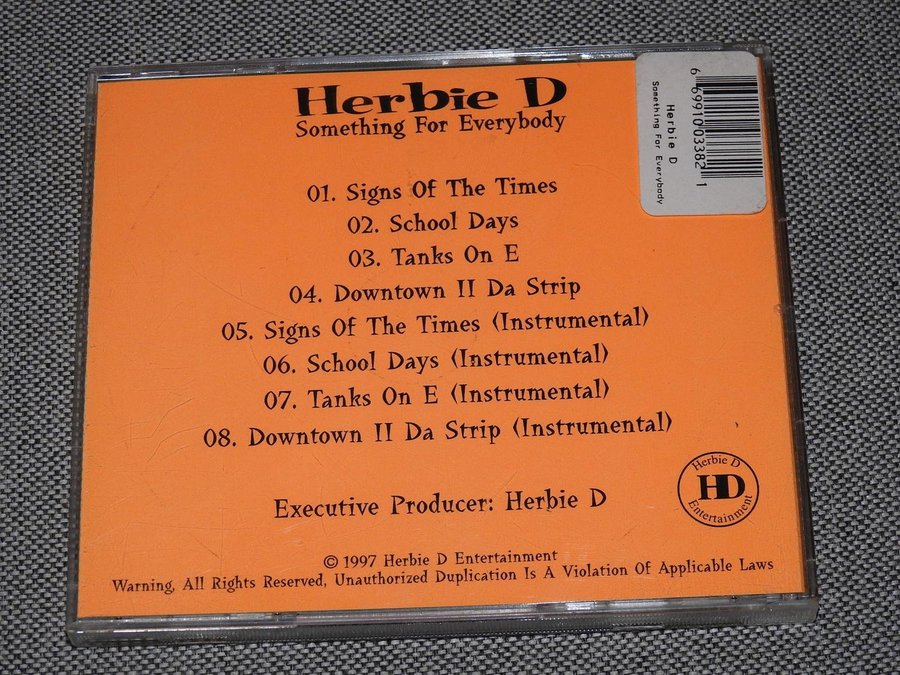 Herbie D
Something For Everybody
6 69910 03382 1
Herbie D
Something For Everybody
01. Signs Of The Times
02. School Days
03. Tanks On E
04. Downtown II Da Strip
05. Signs Of The Times (Instrumental)
06. School Days (Instrumental)
07. Tanks On E (Instrumental)
08. Downtown II Da Strip (Instrumental)
Herbie D
HD
Entertainment
Executive Producer: Herbie D
© 1997 Herbie D Entertainment
Warning, All Rights Reserved, Unauthorized Duplication Is A Violation Of Applicable Laws